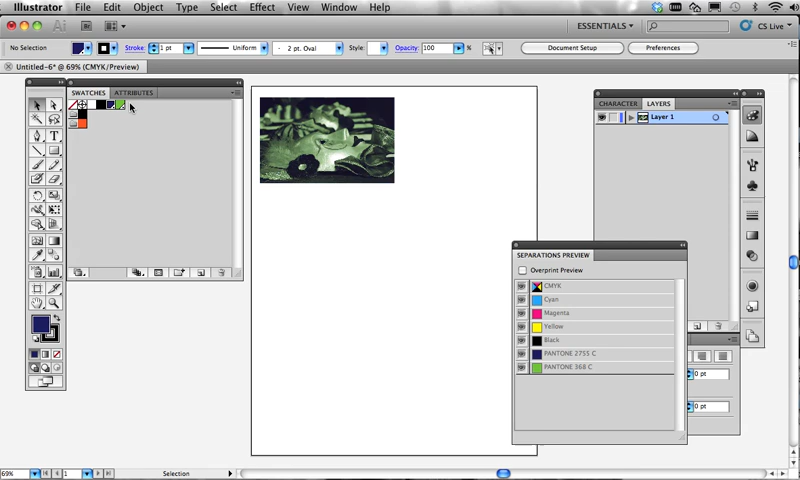 Illustrator File Edit Object Type Select Effect View Window Help
Ai Br ESSENTIALS CS Live
No Selection Stroke: 1 pt Uniform 2 pt. Oval Style: Opacity: 100 Document Setup Preferences
Untitled-6* @ 69% (CMYK/Preview)
SWATCHES ATTRIBUTES
CHARACTER LAYERS
Layer 1
SEPARATIONS PREVIEW
Overprint Preview
CMYK
Cyan
Magenta
Yellow
Black
PANTONE 2755 C
PANTONE 368 C
0 pt
0 pt
69% 1 Selection